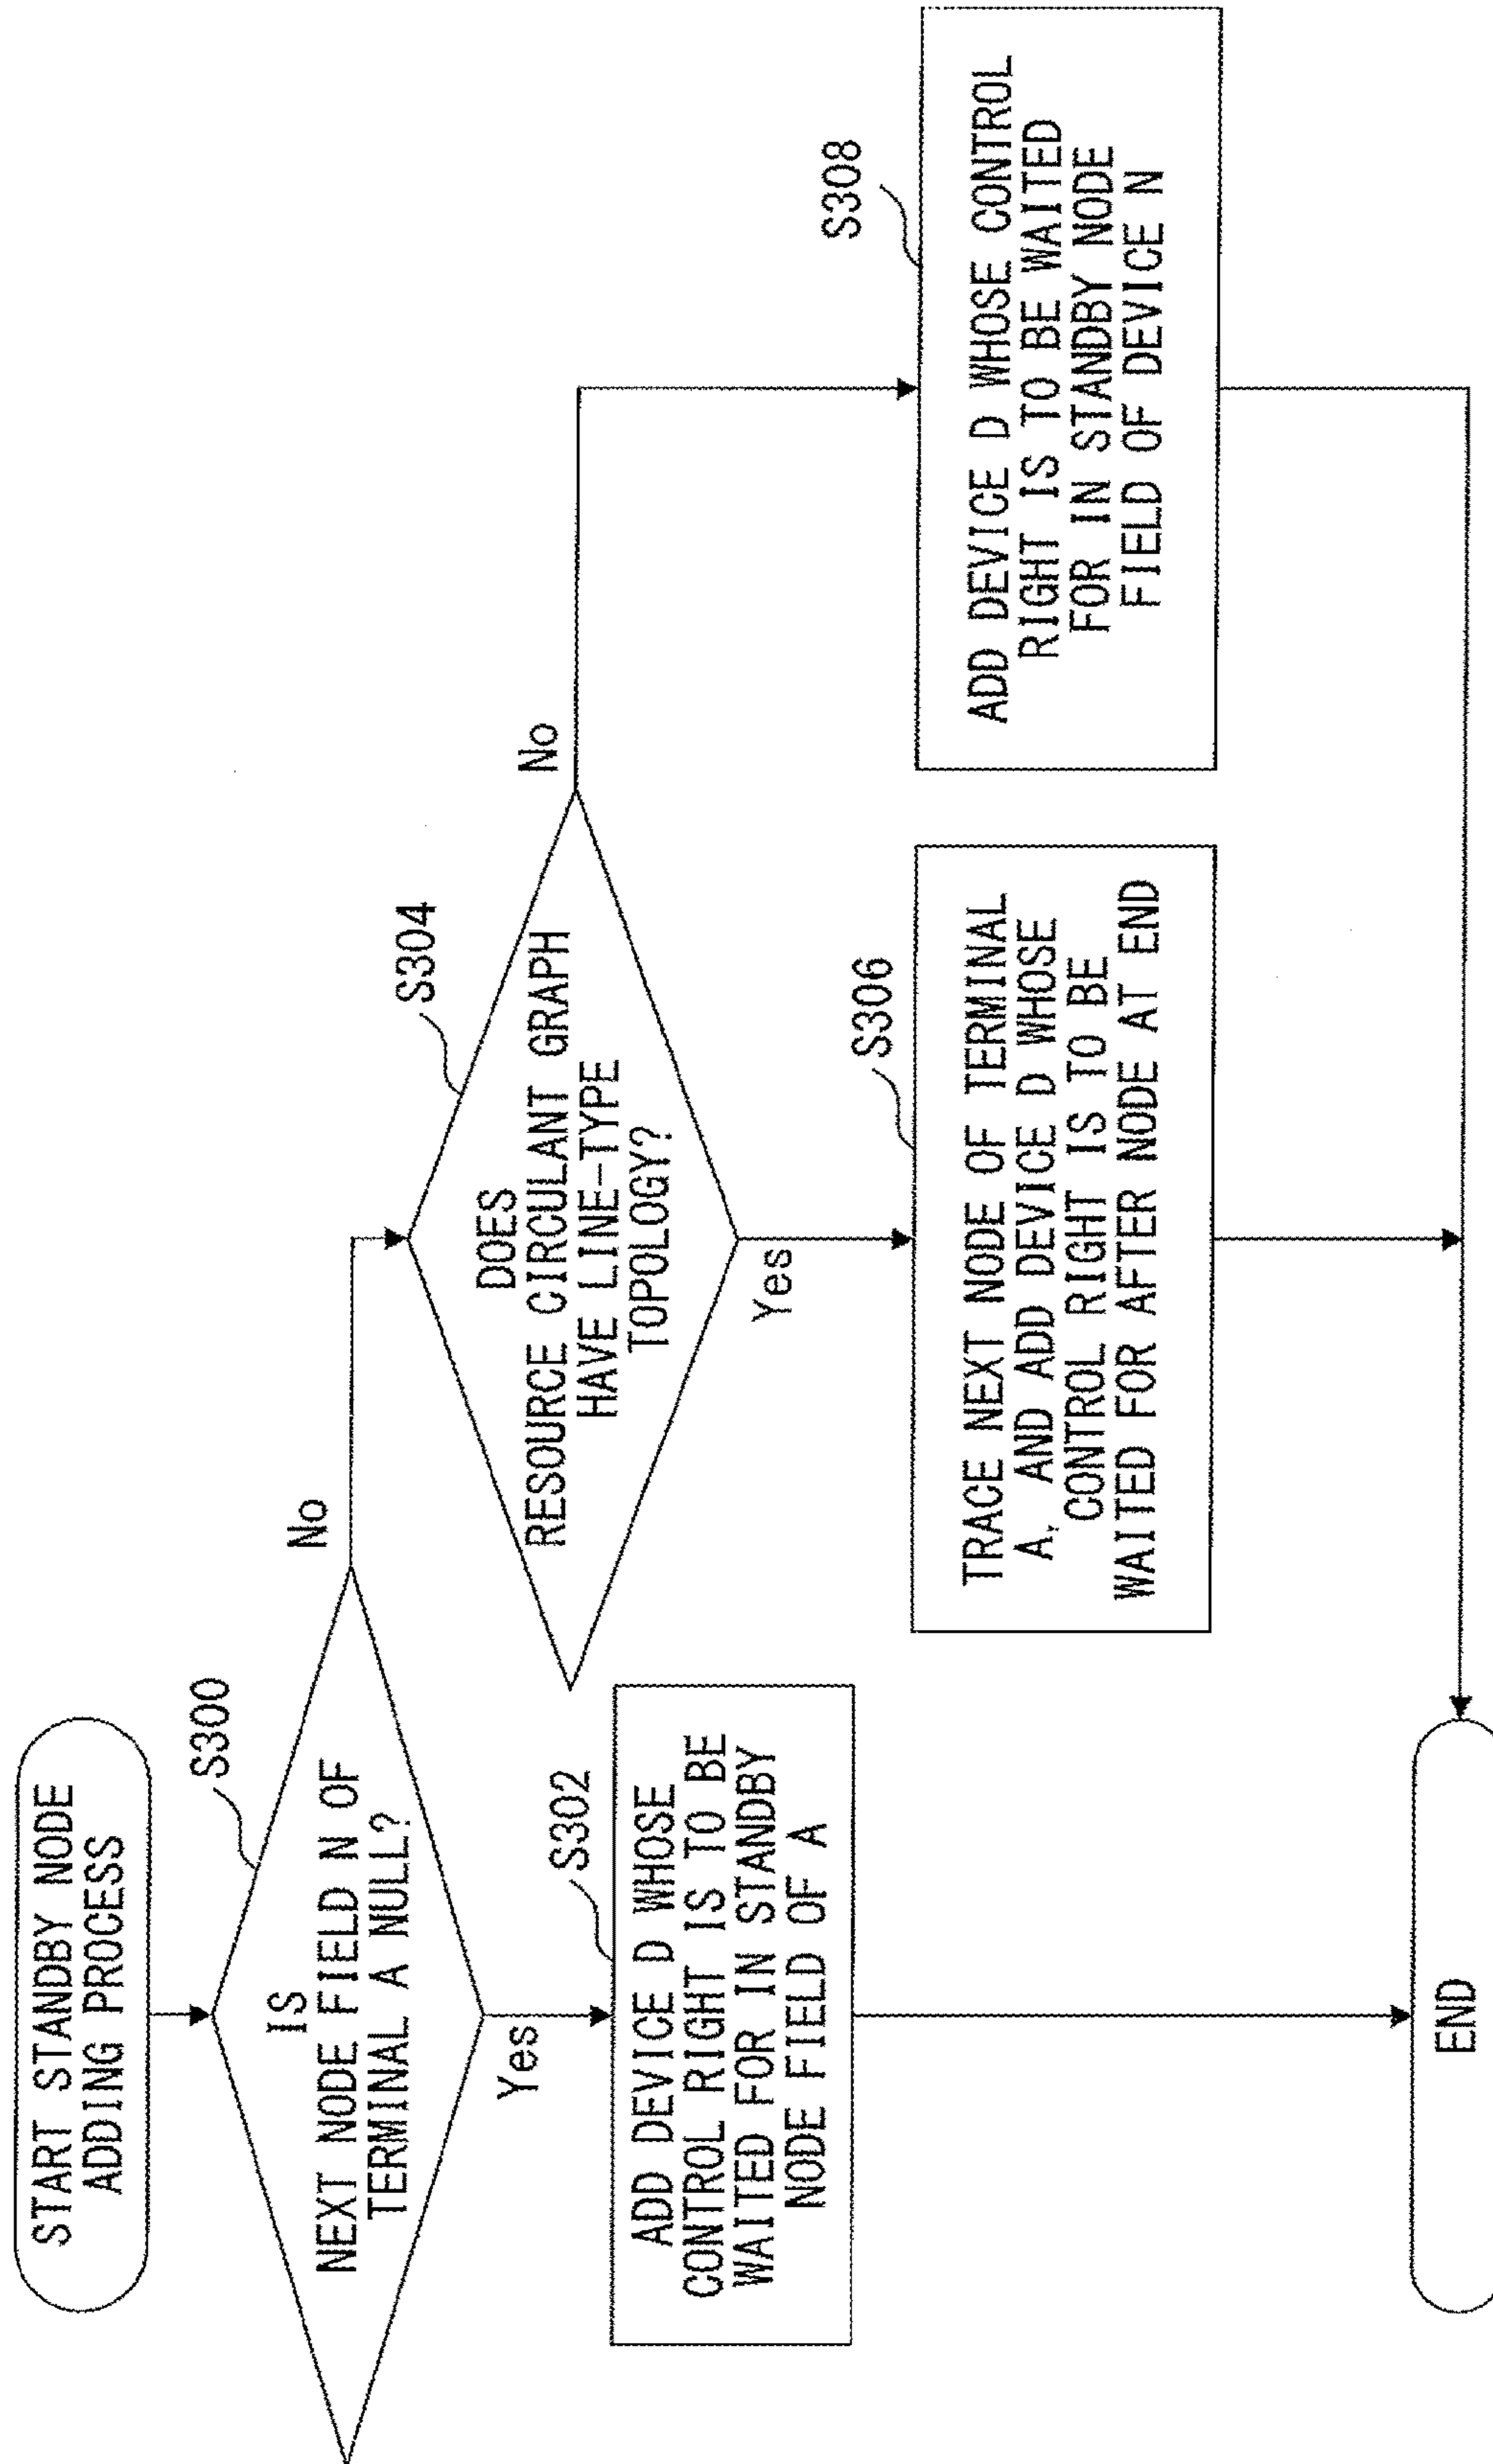 START STANDBY NODE
ADDING PROCESS
S300
IS
NEXT NODE FIELD N OF
TERMINAL A NULL?
No
Yes
S302
ADD DEVICE D WHOSE
CONTROL RIGHT IS TO BE
WAITED FOR IN STANDBY
NODE FIELD OF A
S304
DOES
RESOURCE CIRCULANT GRAPH
HAVE LINE-TYPE
TOPOLOGY?
No
Yes
S306
TRACE NEXT NODE OF TERMINAL
A, AND ADD DEVICE D WHOSE
CONTROL RIGHT IS TO BE
WAITED FOR AFTER NODE AT END
S308
ADD DEVICE D WHOSE CONTROL
RIGHT IS TO BE WAITED
FOR IN STANDBY NODE
FIELD OF DEVICE N
END